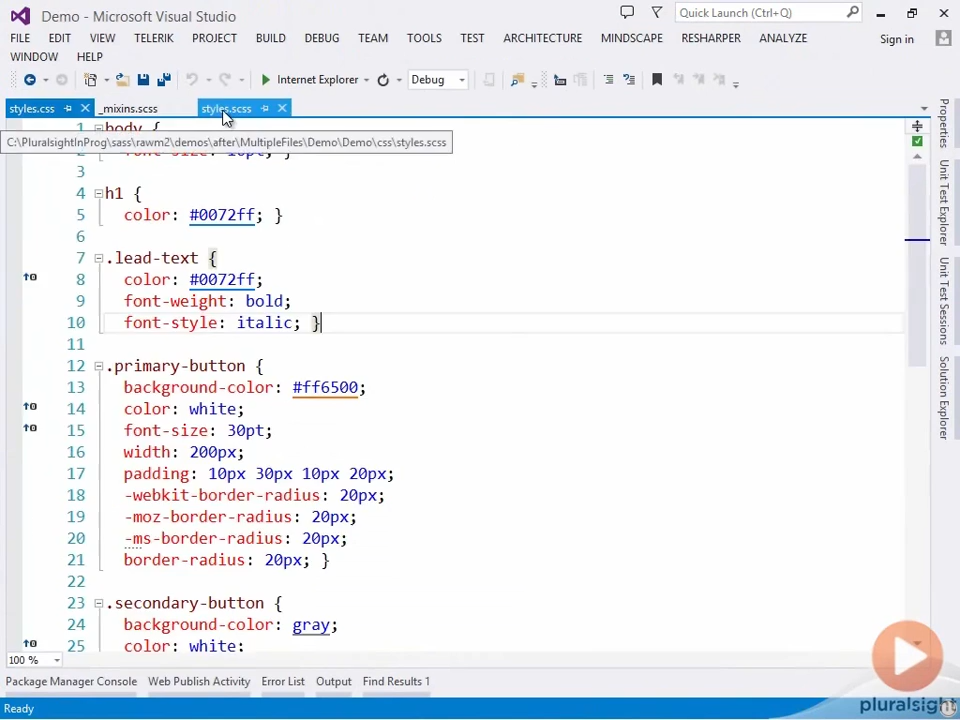 Demo - Microsoft Visual Studio
Quick Launch (Ctrl+Q)
FILE EDIT VIEW TELERIK PROJECT BUILD DEBUG TEAM TOOLS TEST ARCHITECTURE MINDSCAPE RESHARPER ANALYZE Sign in
WINDOW HELP
Internet Explorer Debug
styles.css _mixins.scss styles.scss
1 body {
C:\PluralsightInProg\sass\rawm2\demos\after\MultipleFiles\Demo\Demo\css\styles.scss
3
4 h1 {
5 color: #0072ff; }
6
7 .lead-text {
8 color: #0072ff;
9 font-weight: bold;
10 font-style: italic; }
11
12 .primary-button {
13 background-color: #ff6500;
14 color: white;
15 font-size: 30pt;
16 width: 200px;
17 padding: 10px 30px 10px 20px;
18 -webkit-border-radius: 20px;
19 -moz-border-radius: 20px;
20 -ms-border-radius: 20px;
21 border-radius: 20px; }
22
23 .secondary-button {
24 background-color: gray;
25 color: white;
100 %
Package Manager Console Web Publish Activity Error List Output Find Results 1
Ready
Properties
Unit Test Explorer
Unit Test Sessions
Solution Explorer
pluralsight